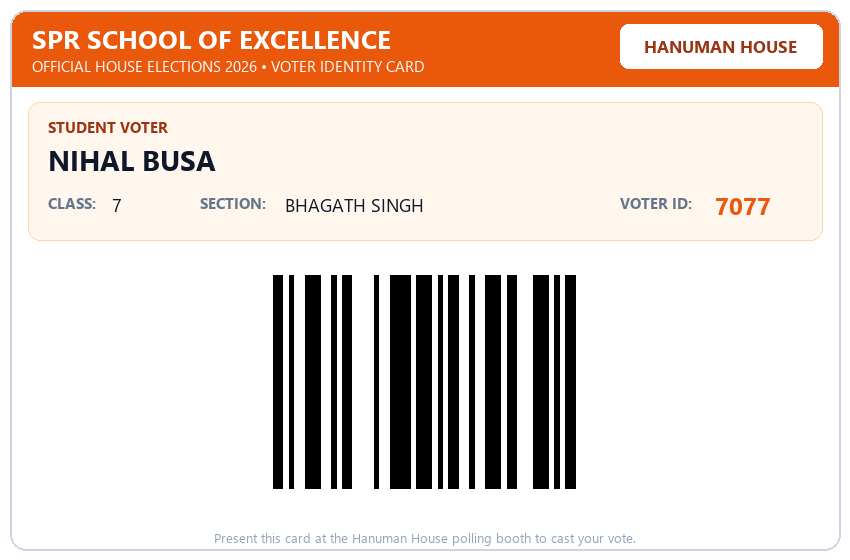 SPR SCHOOL OF EXCELLENCE
HANUMAN HOUSE
OFFICIAL HOUSE ELECTIONS 2026 • VOTER IDENTITY CARD
STUDENT VOTER
NIHAL BUSA
CLASS: 7 SECTION: BHAGATH SINGH VOTER ID: 7077
Present this card at the Hanuman House polling booth to cast your vote.